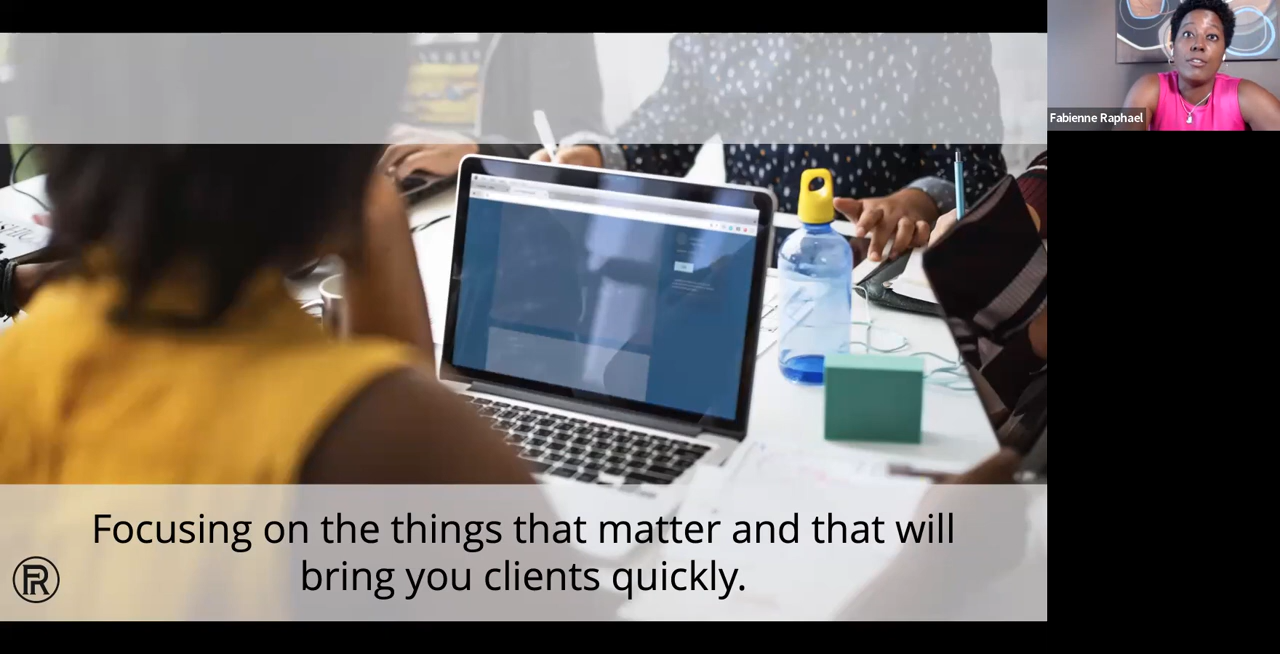 Fabienne Raphael
Focusing on the things that matter and that will
bring you clients quickly.